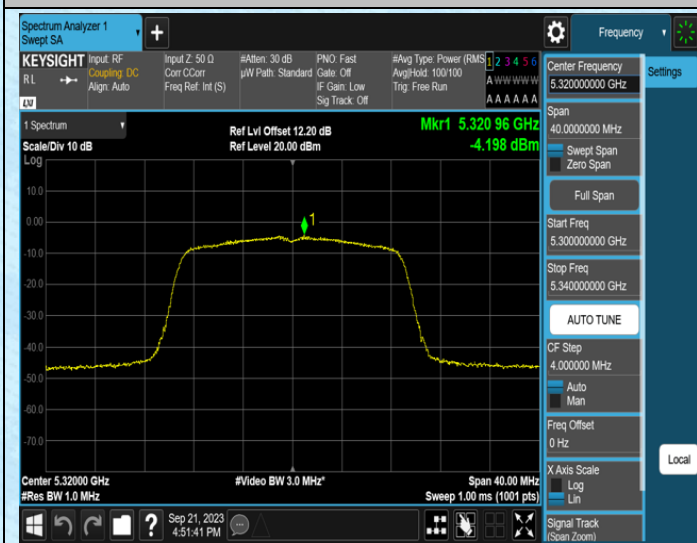 Spectrum Analyzer 1
Swept SA
Frequency
KEYSIGHT
RL
LXI
Input: RF
Coupling: DC
Align: Auto
Input Z: 50 Ω
Corr CCorr
Freq Ref: Int (S)
#Atten: 30 dB
µW Path: Standard
PNO: Fast
Gate: Off
IF Gain: Low
Sig Track: Off
#Avg Type: Power (RMS
Avg|Hold: 100/100
Trig: Free Run
1 2 3 4 5 6
A W W W W W
A A A A A A
1 Spectrum
Scale/Div 10 dB
Ref Lvl Offset 12.20 dB
Ref Level 20.00 dBm
Mkr1 5.320 96 GHz
-4.198 dBm
Log
10.0
0.00
-10.0
-20.0
-30.0
-40.0
-50.0
-60.0
-70.0
1
Center 5.32000 GHz
#Res BW 1.0 MHz
#Video BW 3.0 MHz*
Span 40.00 MHz
Sweep 1.00 ms (1001 pts)
Sep 21, 2023
4:51:41 PM
Center Frequency
5.320000000 GHz
Span
40.0000000 MHz
Swept Span
Zero Span
Full Span
Start Freq
5.300000000 GHz
Stop Freq
5.340000000 GHz
AUTO TUNE
CF Step
4.000000 MHz
Auto
Man
Freq Offset
0 Hz
X Axis Scale
Log
Lin
Signal Track
(Span Zoom)
Settings
Local